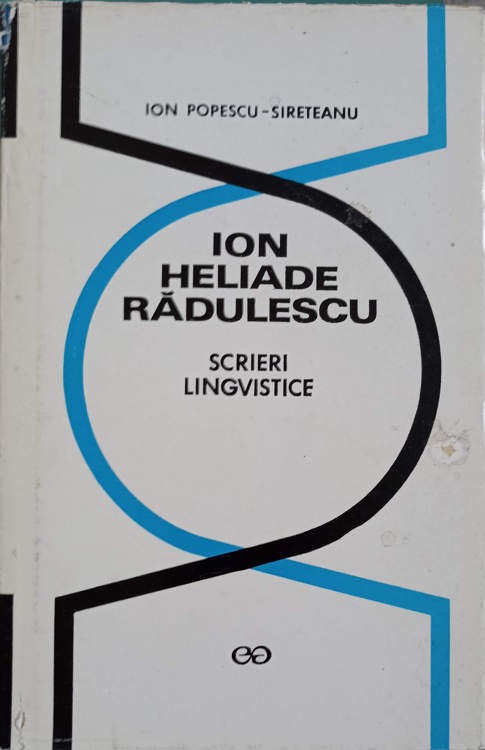 ION POPESCU-SIRETEANU
ION
HELIADE
RĂDULESCU
SCRIERI
LINGVISTICE